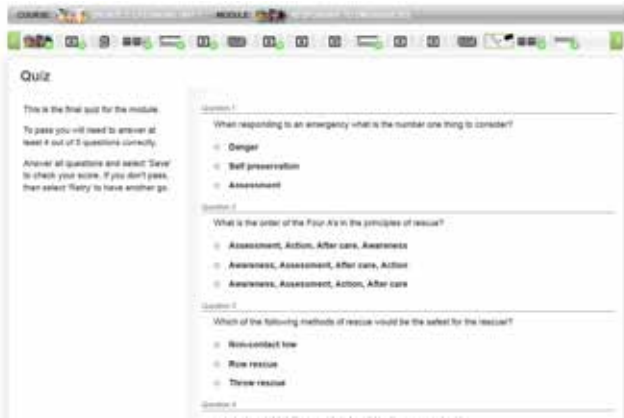 COURSE:
MODULE:
Quiz
This is the final quiz for the module.
To pass you will need to answer at
least 4 out of 5 questions correctly.
Answer all questions and select 'Save'
to check your score. If you don't pass,
then select 'Retry' to have another go.
Question 1
When responding to an emergency what is the number one thing to consider?
Danger
Self preservation
Assessment
Question 2
What is the order of the Four A's in the principles of rescue?
Assessment, Action, After care, Awareness
Awareness, Assessment, After care, Action
Awareness, Assessment, Action, After care
Question 3
Which of the following methods of rescue would be the safest for the rescuer?
Non-contact tow
Row rescue
Throw rescue
Question 4